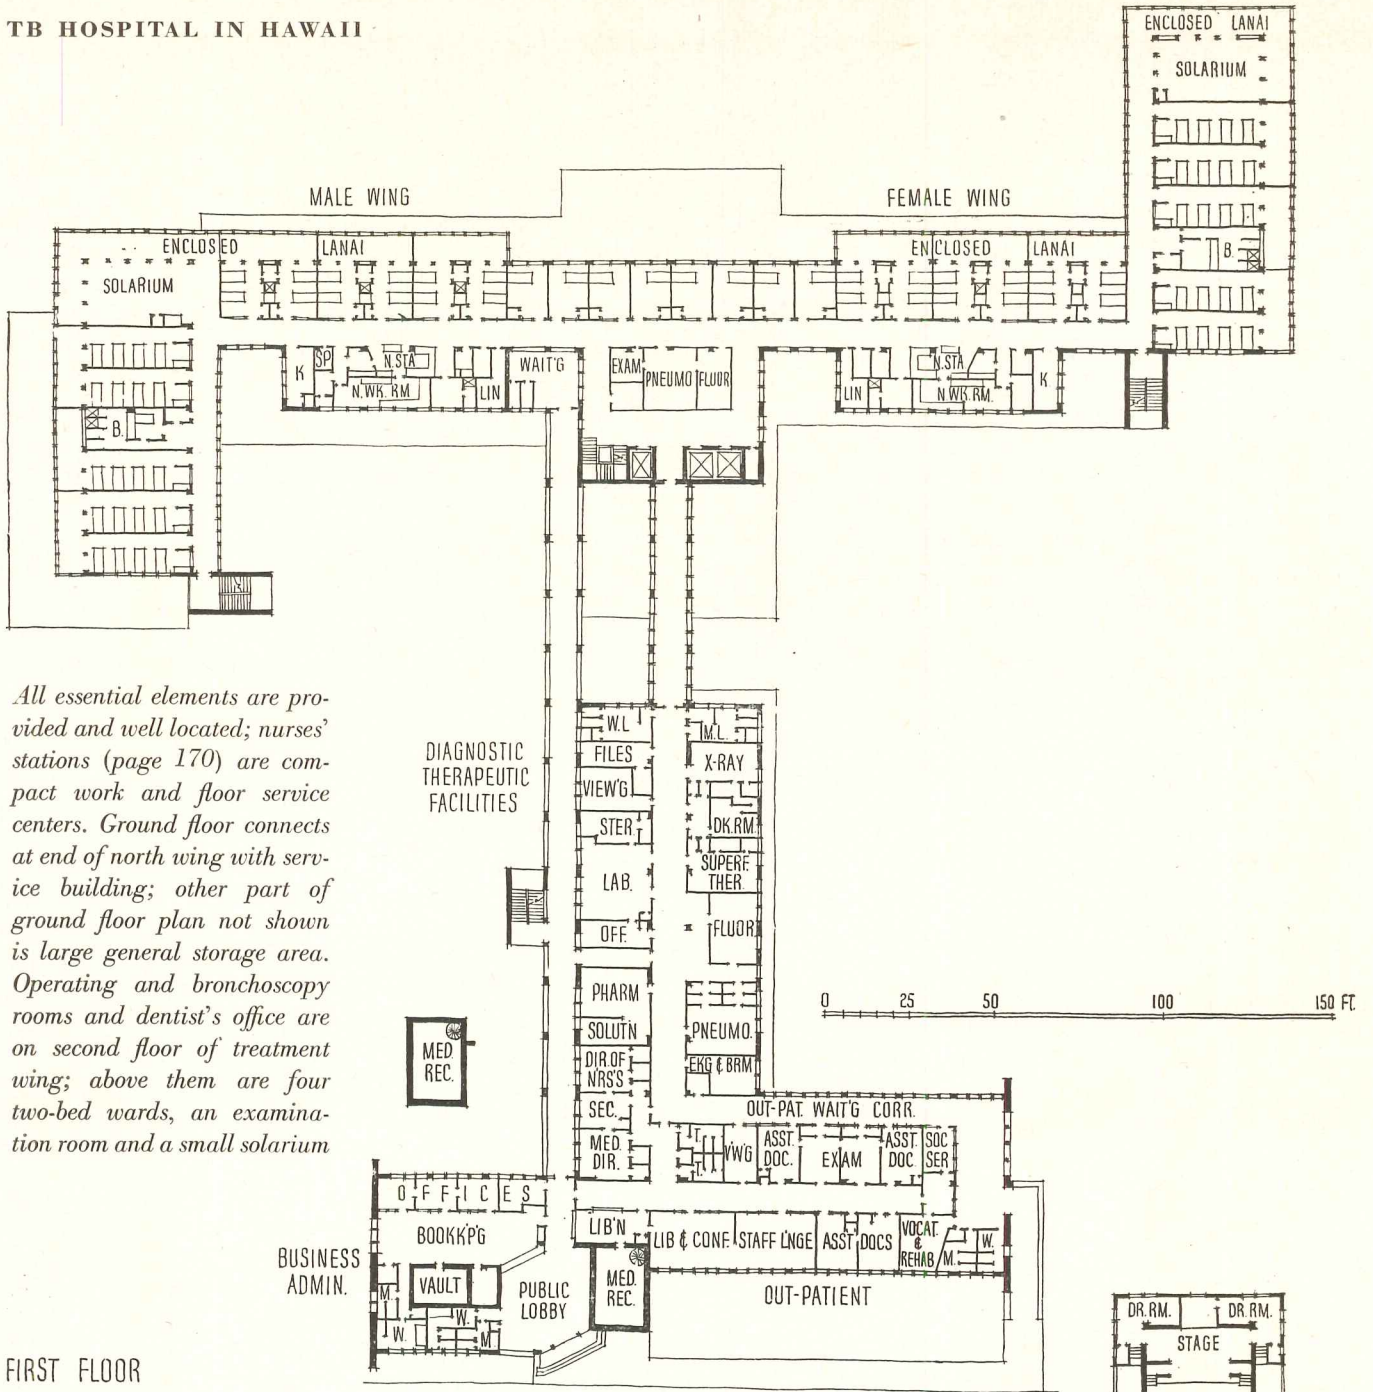 TB HOSPITAL IN HAWAII
ENCLOSED LANAI
SOLARIUM
MALE WING
FEMALE WING
ENCLOSED LANAI
ENCLOSED LANAI
SOLARIUM
B.
K
SP
N.STA
N.WK. RM
LIN
WAIT'G
EXAM
PNEUMO
FLUOR
LIN
N.STA
N.WK.RM.
K
B.
All essential elements are pro-
vided and well located; nurses'
stations (page 170) are com-
pact work and floor service
centers. Ground floor connects
at end of north wing with serv-
ice building; other part of
ground floor plan not shown
is large general storage area.
Operating and bronchoscopy
rooms and dentist's office are
on second floor of treatment
wing; above them are four
two-bed wards, an examina-
tion room and a small solarium
DIAGNOSTIC
THERAPEUTIC
FACILITIES
W.L
M.L.
FILES
X-RAY
VIEW'G
STER.
DK.RM.
SUPERF.
THER.
LAB.
OFF.
FLUOR
0 25 50 100 150 FT.
PHARM
SOLUT'N
PNEUMO.
MED.
REC.
DIR.OF
NRS'S
EKG & BRM
SEC.
OUT-PAT. WAIT'G CORR.
MED.
DIR.
T.
T.
VWG
ASST.
DOC.
EXAM
ASST.
DOC.
SOC
SER
OFFICES
BOOKK'P'G
LIB'N
LIB & CONF.
STAFF L'NGE
ASST DOCS
VOCAT.
&
REHAB
M.
W.
BUSINESS
ADMIN.
VAULT
M.
W.
W.
M.
PUBLIC
LOBBY
MED.
REC.
OUT-PATIENT
DR.RM.
DR.RM.
STAGE
FIRST FLOOR